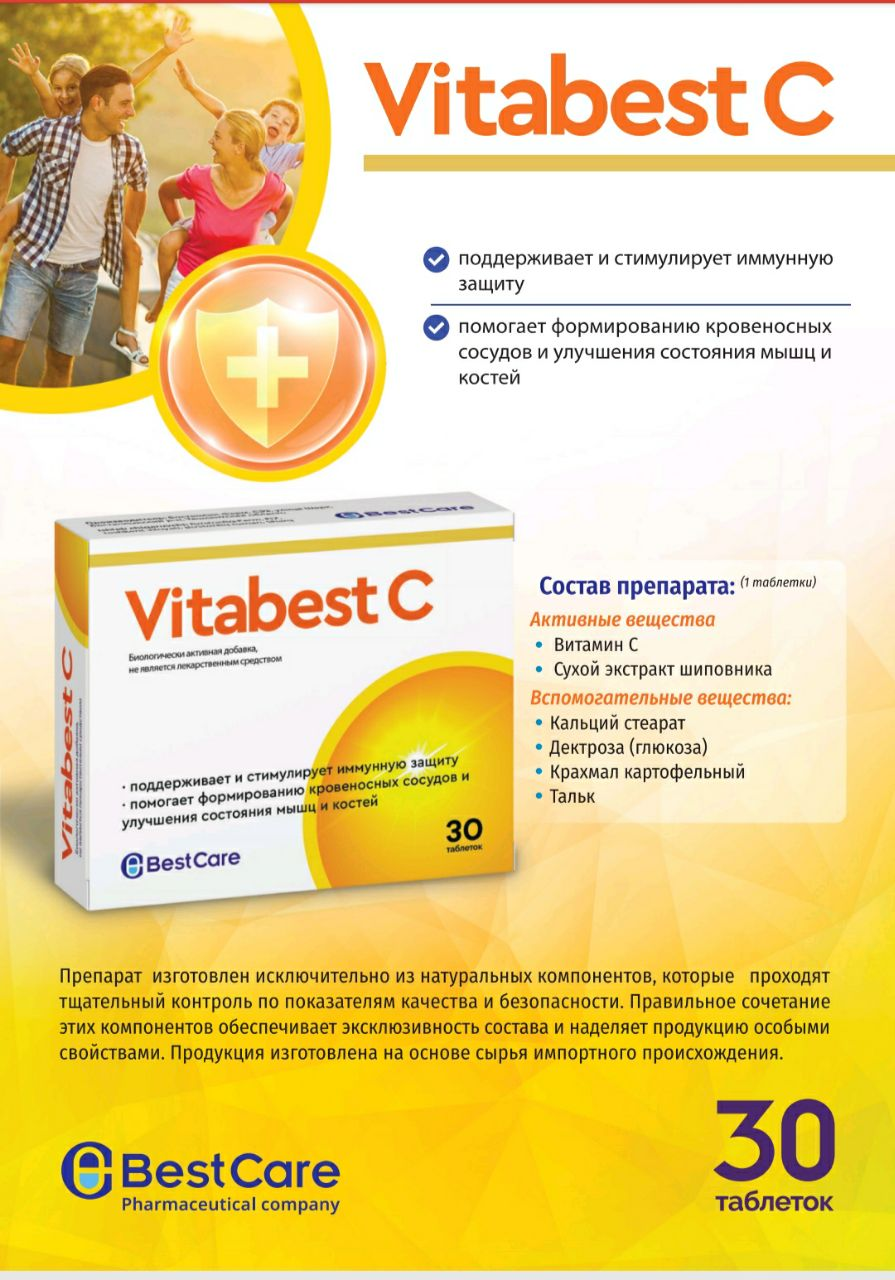 Vitabest C
поддерживает и стимулирует иммунную
защиту
помогает формированию кровеносных
сосудов и улучшения состояния мышц и
костей
BestCare
Vitabest C
Биологически активная добавка,
не является лекарственным средством
Vitabest C
· поддерживает и стимулирует иммунную защиту
· помогает формированию кровеносных сосудов и
улучшения состояния мышц и костей
30
таблеток
BestCare
Состав препарата: (1 таблетки)
Активные вещества
• Витамин С
• Сухой экстракт шиповника
Вспомогательные вещества:
• Кальций стеарат
• Дектроза (глюкоза)
• Крахмал картофельный
• Тальк
Препарат изготовлен исключительно из натуральных компонентов, которые проходят
тщательный контроль по показателям качества и безопасности. Правильное сочетание
этих компонентов обеспечивает эксклюзивность состава и наделяет продукцию особыми
свойствами. Продукция изготовлена на основе сырья импортного происхождения.
BestCare
Pharmaceutical company
30
таблеток